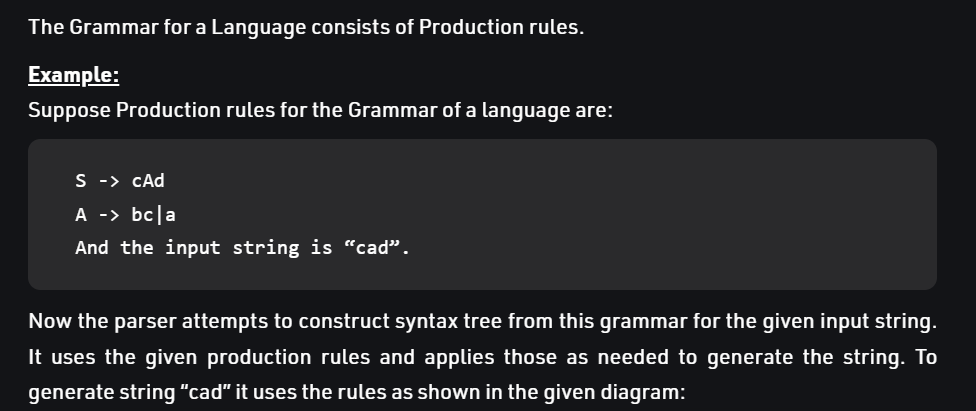 The Grammar for a Language consists of Production rules.
Example:
Suppose Production rules for the Grammar of a language are:
S -> cAd
A -> bc|a
And the input string is “cad”.
Now the parser attempts to construct syntax tree from this grammar for the given input string.
It uses the given production rules and applies those as needed to generate the string. To
generate string “cad” it uses the rules as shown in the given diagram: